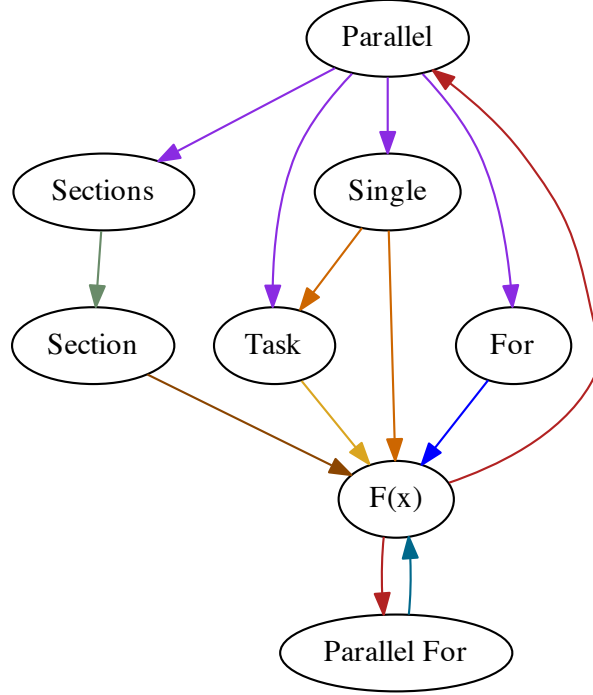 Parallel
Sections
Single
Section
Task
For
F(x)
Parallel For